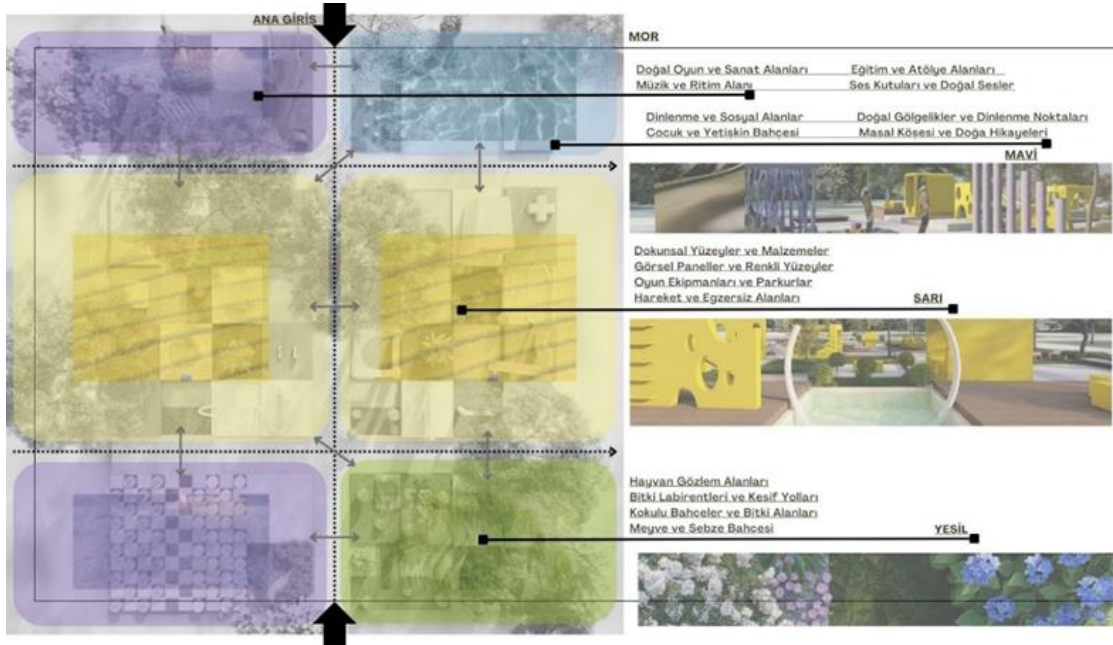 ANA GİRİS
MOR
Doğal Oyun ve Sanat Alanları
Eğitim ve Atölye Alanları
Müzik ve Ritim Alanı
Ses Kutuları ve Doğal Sesler
Dinlenme ve Sosyal Alanlar
Doğal Gölgelikler ve Dinlenme Noktaları
Çocuk ve Yetişkin Bahçesi
Masal Köşesi ve Doğa Hikayeleri
MAVİ
Dokunsal Yüzeyler ve Malzemeler
Görsel Paneller ve Renkli Yüzeyler
Oyun Ekipmanları ve Parkurlar
Hareket ve Egzersiz Alanları
SARI
Hayvan Gözlem Alanları
Bitki Labirentleri ve Kesif Yolları
Kokulu Bahçeler ve Bitki Alanları
Meyve ve Sebze Bahçesi
YESİL